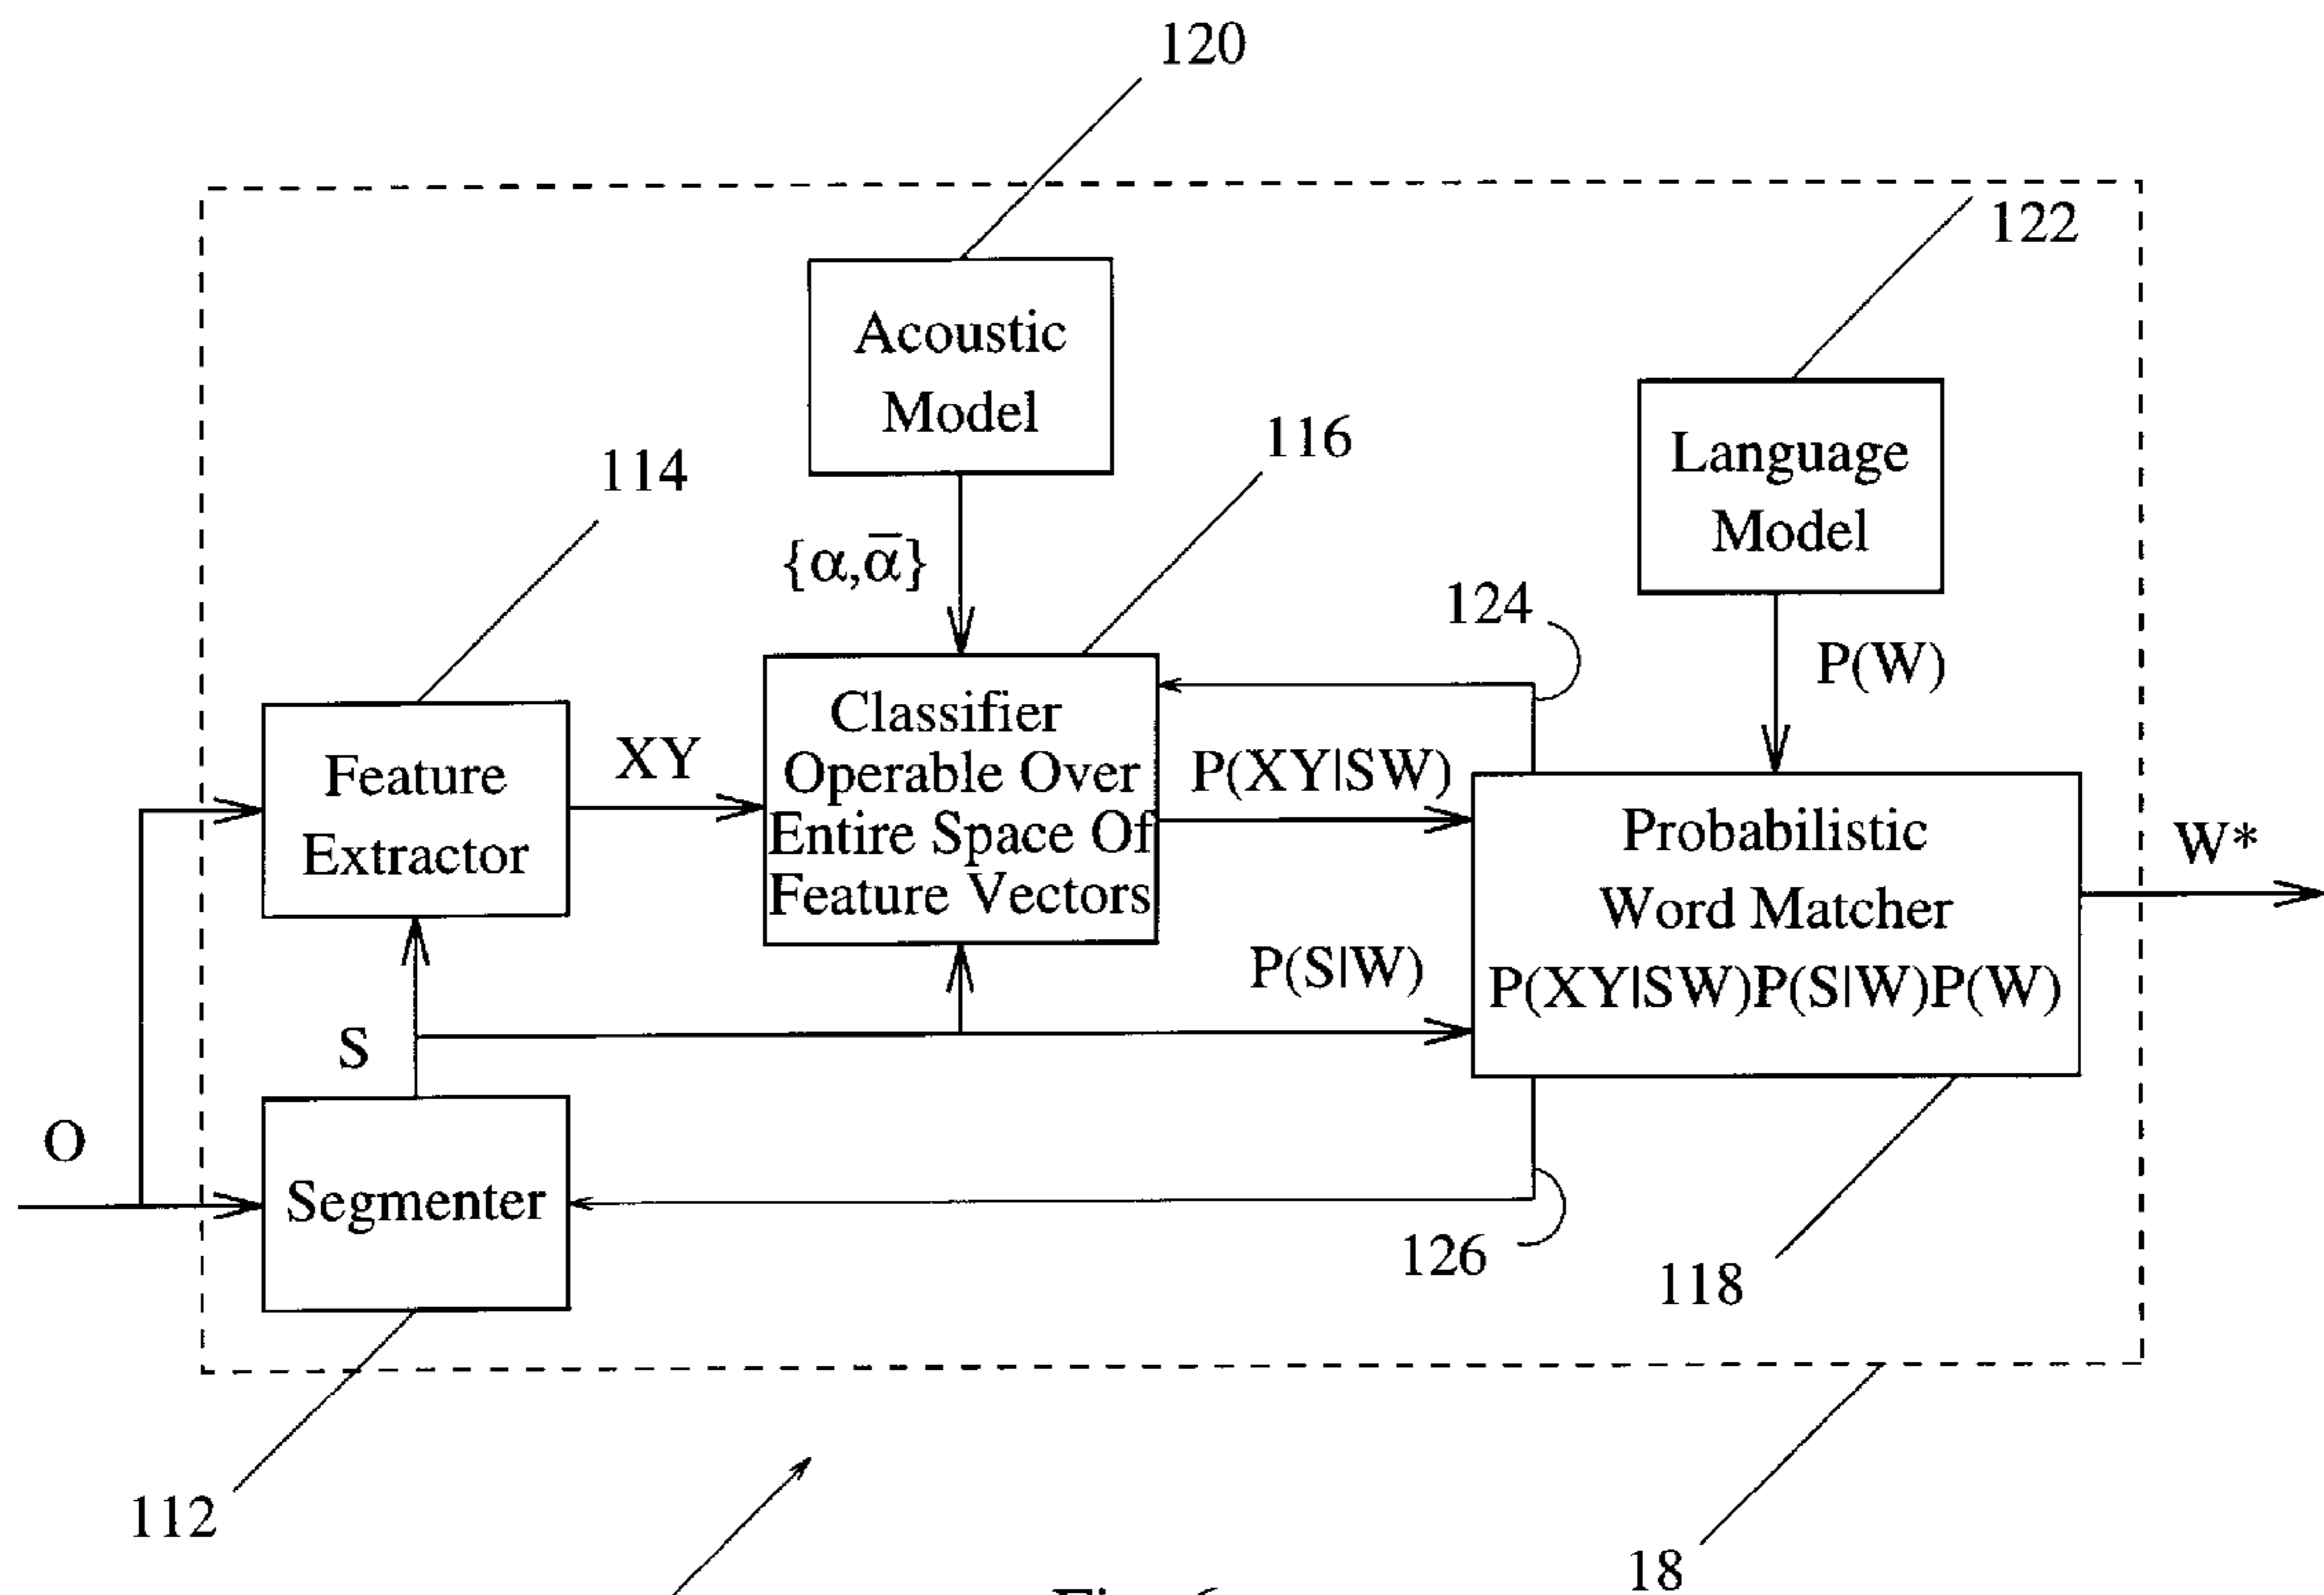 120
122
Acoustic
Model
116
Language
Model
114
{α,α̅}
124
P(W)
Feature
Extractor
XY
Classifier
Operable Over
Entire Space Of
Feature Vectors
P(XY|SW)
Probabilistic
Word Matcher
P(XY|SW)P(S|W)P(W)
W*
P(S|W)
S
O
Segmenter
126
118
112
18